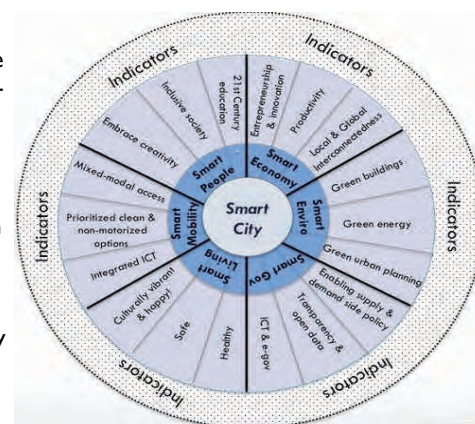 Indicators
Indicators
Indicators
Indicators
Indicators
Indicators
Smart
City
Smart
People
21st Century
education
Inclusive society
Embrace creativity
Smart
Economy
Entrepreneurship
& innovation
Productivity
Local & Global
Interconnectedness
Smart
Enviro
Green buildings
Green energy
Green urban planning
Smart Gov
Enabling supply &
demand side policy
Transparency &
open data
ICT & e-gov
Smart
Living
Healthy
Safe
Culturally vibrant
& happy!
Smart
Mobility
Integrated ICT
Prioritized clean &
non-motorized
options
Mixed-modal access